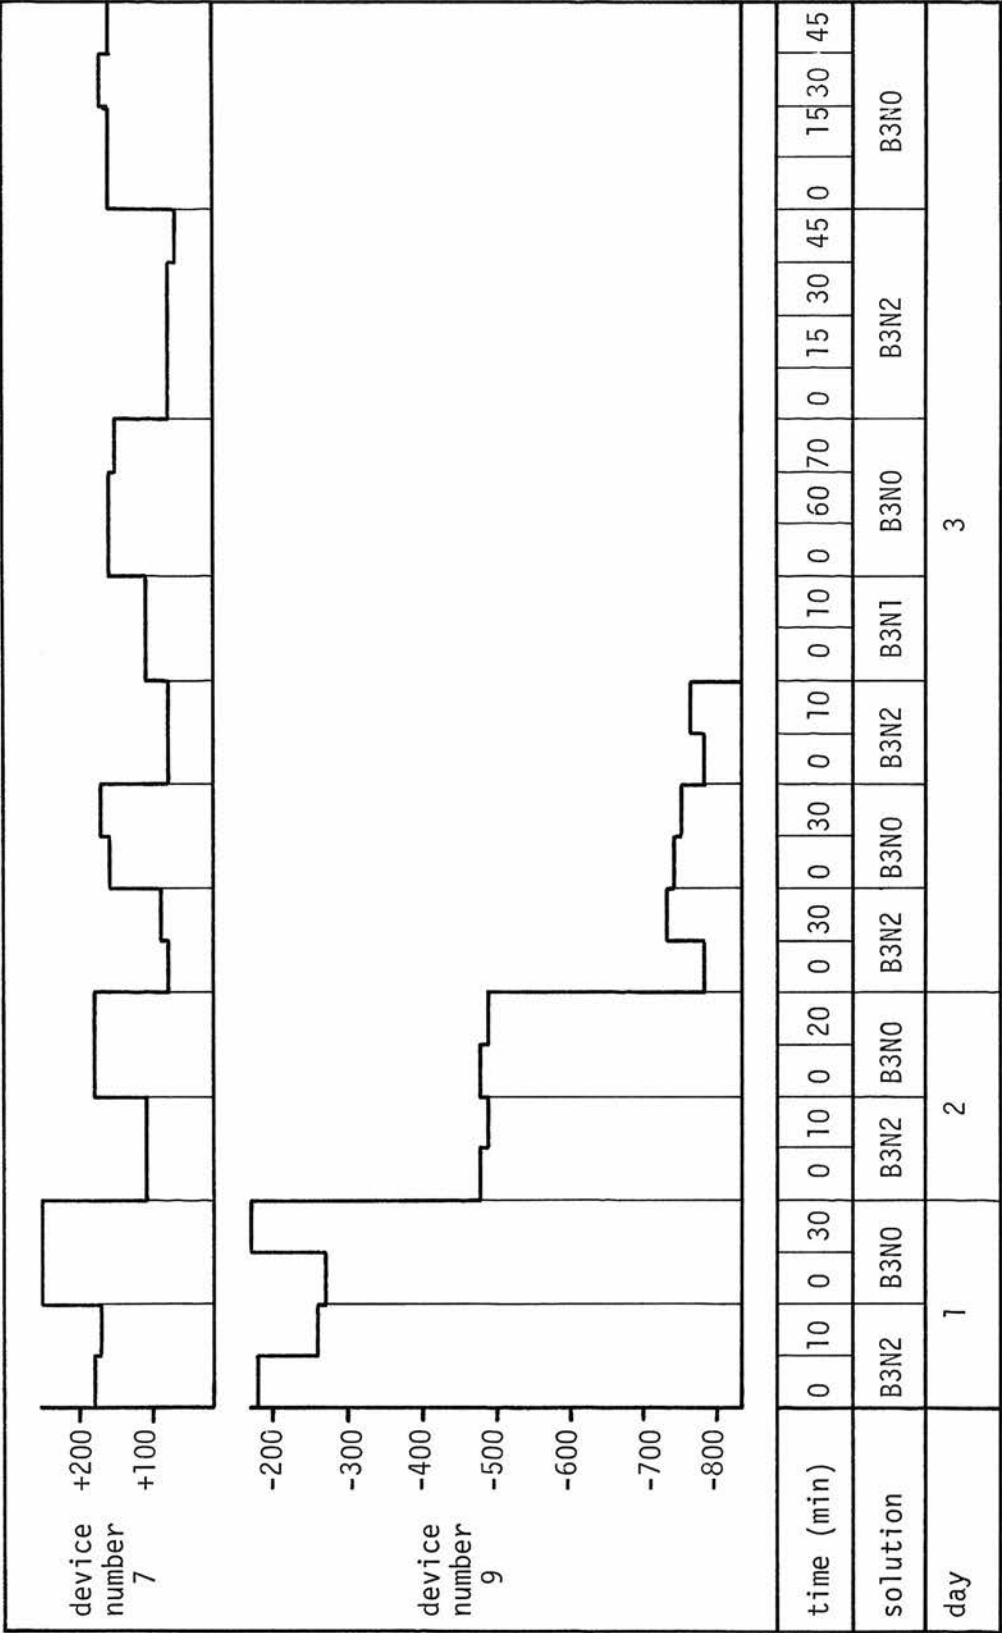 device
number
7
+200
+100
device
number
9
-200
-300
-400
-500
-600
-700
-800
time (min) 0 10 0 30 0 10 0 20 0 30 0 30 0 10 0 10 0 60 70 0 15 30 45 0 15 30 45
solution B3N2 B3N0 B3N2 B3N0 B3N2 B3N0 B3N2 B3N1 B3N0 B3N2 B3N0
day 1 2 3